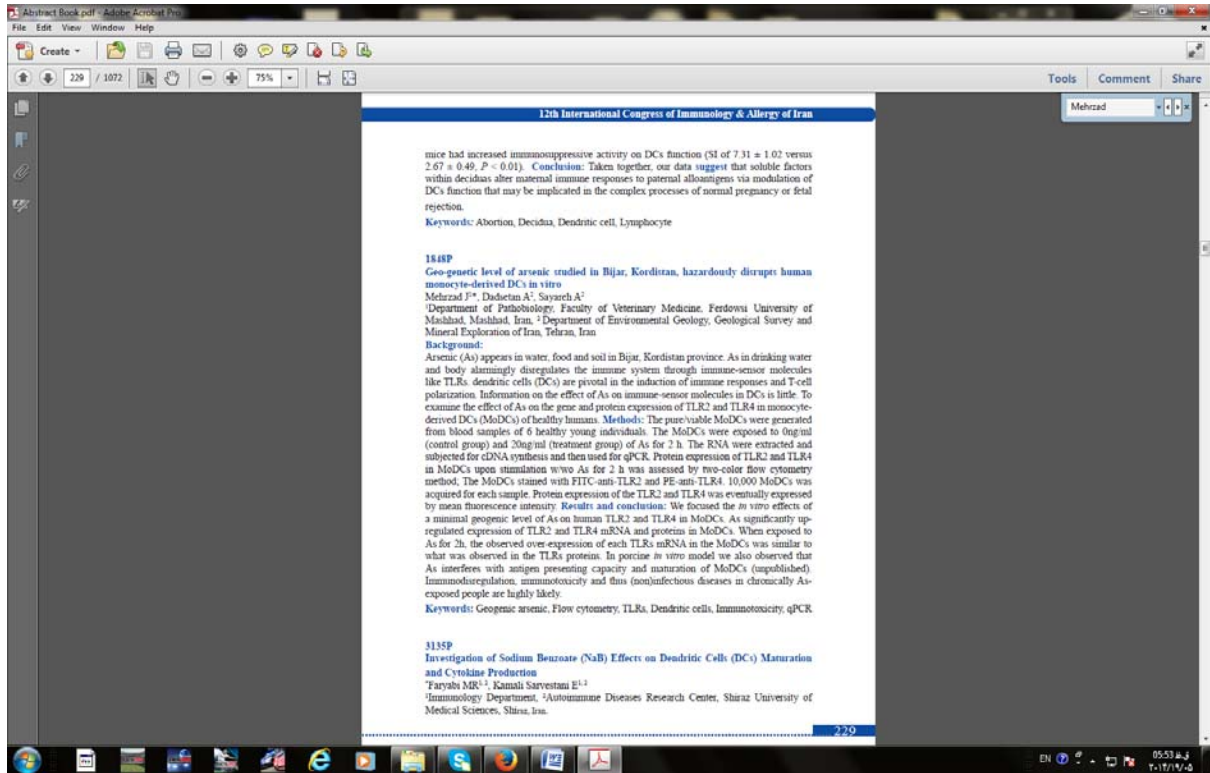 Abstract Book.pdf - Adobe Acrobat Pro
File Edit View Window Help
Create
229 / 1072 75% Tools Comment Share
Mehrzad
12th International Congress of Immunology & Allergy of Iran
mice had increased immunosuppressive activity on DCs function (SI of 7.31 ± 1.02 versus
2.67 ± 0.49, P < 0.01). Conclusion: Taken together, our data suggest that soluble factors
within deciduas alter maternal immune responses to paternal alloantigens via modulation of
DCs function that may be implicated in the complex processes of normal pregnancy or fetal
rejection.
Keywords: Abortion, Decidua, Dendritic cell, Lymphocyte
1848P
Geo-genetic level of arsenic studied in Bijar, Kordistan, hazardously disrupts human
monocyte-derived DCs in vitro
Mehrzad J¹*, Dadsetan A², Sayareh A²
¹Department of Pathobiology, Faculty of Veterinary Medicine, Ferdowsi University of
Mashhad, Mashhad, Iran, ² Department of Environmental Geology, Geological Survey and
Mineral Exploration of Iran, Tehran, Iran
Background:
Arsenic (As) appears in water, food and soil in Bijar, Kordistan province. As in drinking water
and body alarmingly disregulates the immune system through immune-sensor molecules
like TLRs. dendritic cells (DCs) are pivotal in the induction of immune responses and T-cell
polarization. Information on the effect of As on immune-sensor molecules in DCs is little. To
examine the effect of As on the gene and protein expression of TLR2 and TLR4 in monocyte-
derived DCs (MoDCs) of healthy humans. Methods: The pure/viable MoDCs were generated
from blood samples of 6 healthy young individuals. The MoDCs were exposed to 0ng/ml
(control group) and 20ng/ml (treatment group) of As for 2 h. The RNA were extracted and
subjected for cDNA synthesis and then used for qPCR. Protein expression of TLR2 and TLR4
in MoDCs upon stimulation w/wo As for 2 h was assessed by two-color flow cytometry
method; The MoDCs stained with FITC-anti-TLR2 and PE-anti-TLR4. 10,000 MoDCs was
acquired for each sample. Protein expression of the TLR2 and TLR4 was eventually expressed
by mean fluorescence intensity. Results and conclusion: We focused the in vitro effects of
a minimal geogenic level of As on human TLR2 and TLR4 in MoDCs. As significantly up-
regulated expression of TLR2 and TLR4 mRNA and proteins in MoDCs. When exposed to
As for 2h, the observed over-expression of each TLRs mRNA in the MoDCs was similar to
what was observed in the TLRs proteins. In porcine in vitro model we also observed that
As interferes with antigen presenting capacity and maturation of MoDCs (unpublished).
Immunodisregulation, immunotoxicity and thus (non)infectious diseases in chronically As-
exposed people are highly likely.
Keywords: Geogenic arsenic, Flow cytometry, TLRs, Dendritic cells, Immunotoxicity, qPCR
3135P
Investigation of Sodium Benzoate (NaB) Effects on Dendritic Cells (DCs) Maturation
and Cytokine Production
*Faryabi MR¹·², Kamali Sarvestani E¹·²
¹Immunology Department, ²Autoimmune Diseases Research Center, Shiraz University of
Medical Sciences, Shiraz, Iran.
229
EN 05:53 ق.ظ